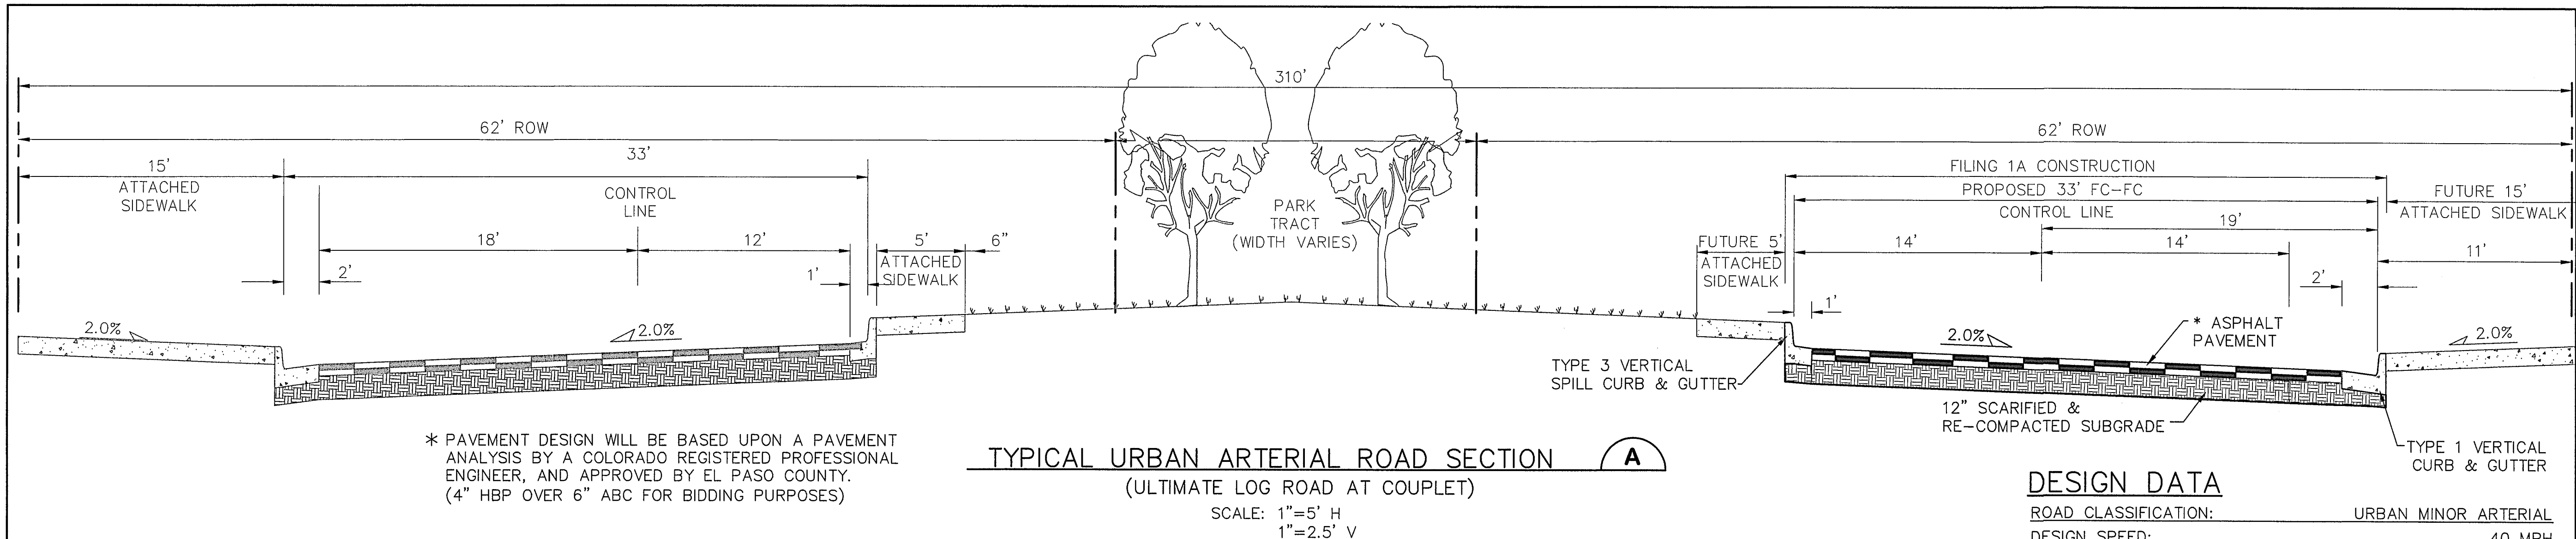 310'
62' ROW
62' ROW
15'
ATTACHED
SIDEWALK
33'
CONTROL
LINE
18'
12'
2'
1'
5'
ATTACHED
SIDEWALK
6"
PARK
TRACT
(WIDTH VARIES)
FILING 1A CONSTRUCTION
PROPOSED 33' FC-FC
CONTROL LINE
19'
FUTURE 15'
ATTACHED SIDEWALK
FUTURE 5'
ATTACHED
SIDEWALK
14'
14'
11'
1'
2'
2.0%
2.0%
2.0%
2.0%
* ASPHALT
PAVEMENT
TYPE 3 VERTICAL
SPILL CURB & GUTTER
12" SCARIFIED &
RE-COMPACTED SUBGRADE
TYPE 1 VERTICAL
CURB & GUTTER
* PAVEMENT DESIGN WILL BE BASED UPON A PAVEMENT
ANALYSIS BY A COLORADO REGISTERED PROFESSIONAL
ENGINEER, AND APPROVED BY EL PASO COUNTY.
(4" HBP OVER 6" ABC FOR BIDDING PURPOSES)
TYPICAL URBAN ARTERIAL ROAD SECTION A
(ULTIMATE LOG ROAD AT COUPLET)
SCALE: 1"=5' H
1"=2.5' V
DESIGN DATA
ROAD CLASSIFICATION: URBAN MINOR ARTERIAL
DESIGN SPEED: 40 MPH